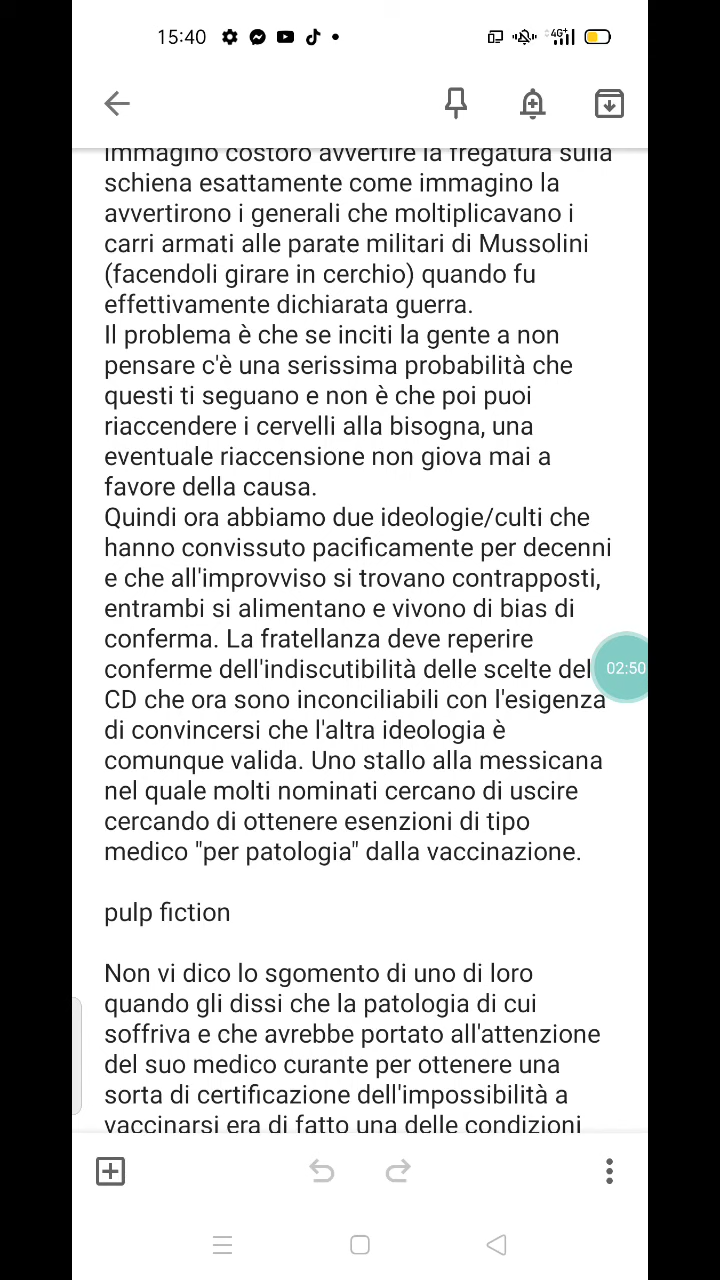 15:40
4G+
immagino costoro avvertire la fregatura sulla
schiena esattamente come immagino la
avvertirono i generali che moltiplicavano i
carri armati alle parate militari di Mussolini
(facendoli girare in cerchio) quando fu
effettivamente dichiarata guerra.
Il problema è che se inciti la gente a non
pensare c'è una serissima probabilità che
questi ti seguano e non è che poi puoi
riaccendere i cervelli alla bisogna, una
eventuale riaccensione non giova mai a
favore della causa.
Quindi ora abbiamo due ideologie/culti che
hanno convissuto pacificamente per decenni
e che all'improvviso si trovano contrapposti,
entrambi si alimentano e vivono di bias di
conferma. La fratellanza deve reperire
conferme dell'indiscutibilità delle scelte del
02:50
CD che ora sono inconciliabili con l'esigenza
di convincersi che l'altra ideologia è
comunque valida. Uno stallo alla messicana
nel quale molti nominati cercano di uscire
cercando di ottenere esenzioni di tipo
medico "per patologia" dalla vaccinazione.
pulp fiction
Non vi dico lo sgomento di uno di loro
quando gli dissi che la patologia di cui
soffriva e che avrebbe portato all'attenzione
del suo medico curante per ottenere una
sorta di certificazione dell'impossibilità a
vaccinarsi era di fatto una delle condizioni